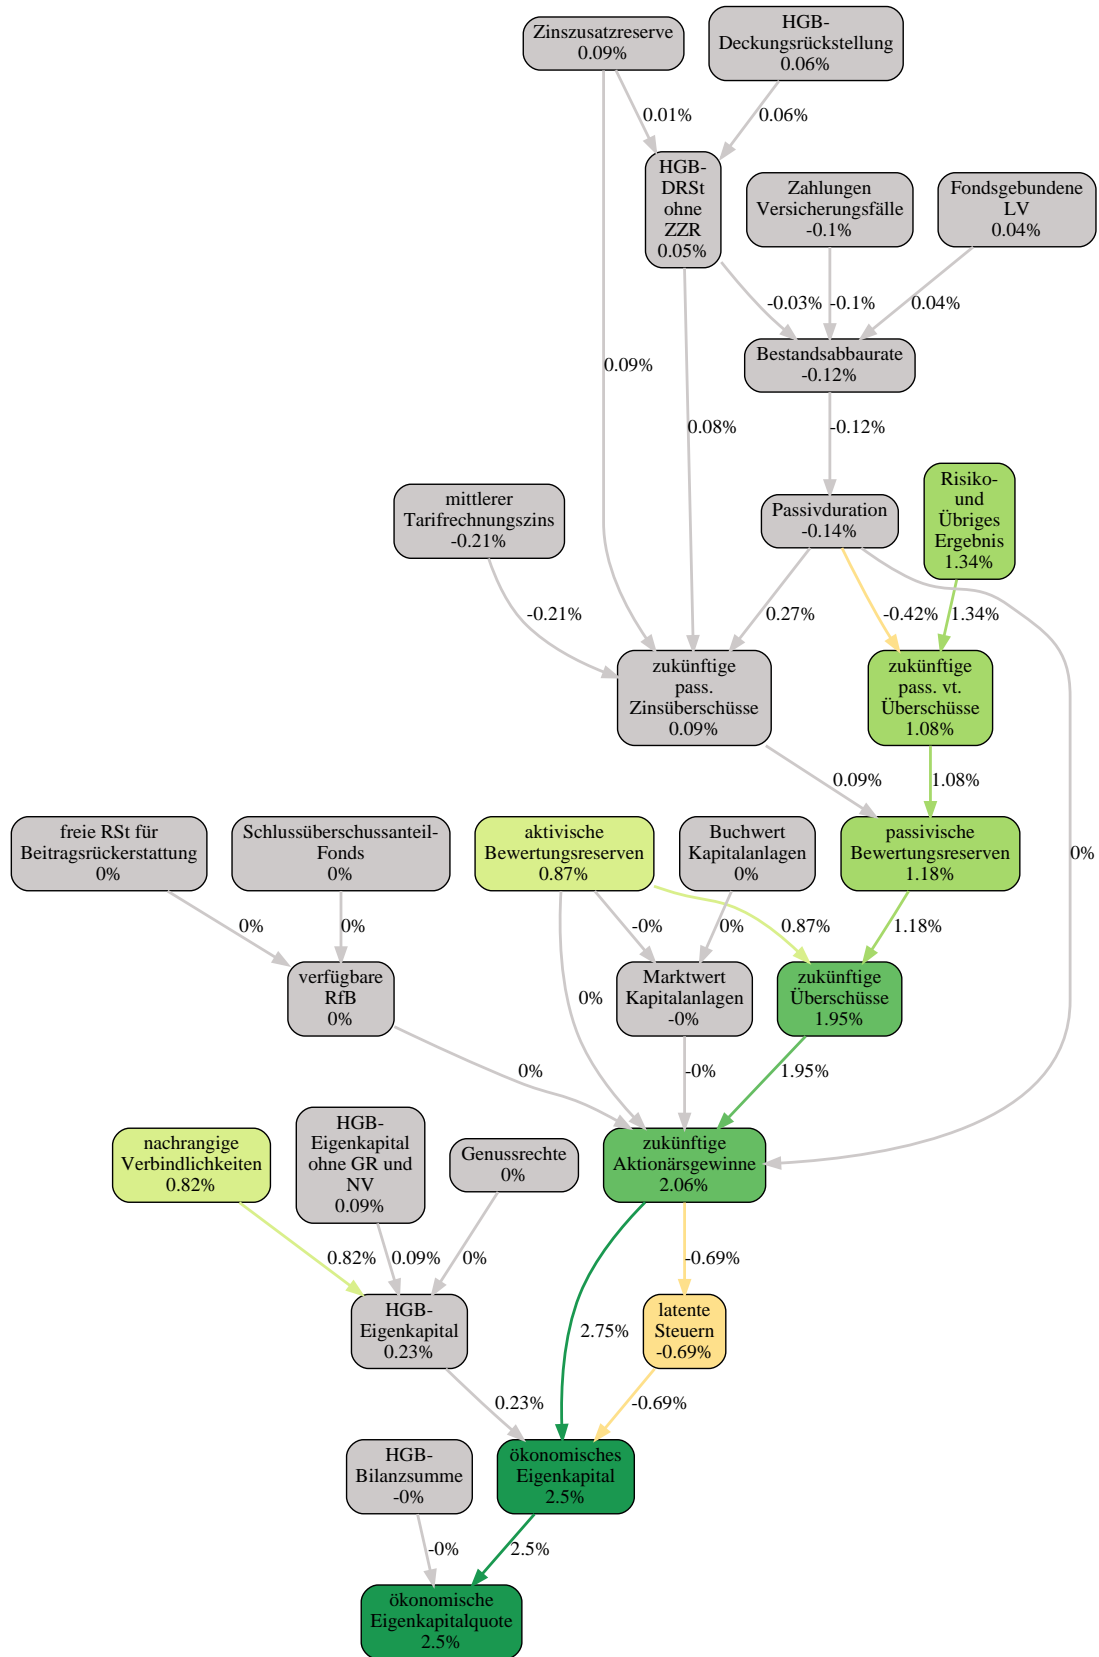 Zinszusatzreserve
0.09%
HGB-
Deckungsrückstellung
0.06%
0.01%
0.06%
HGB-
DRSt
ohne
ZZR
0.05%
Zahlungen
Versicherungsfälle
-0.1%
Fondsgebundene
LV
0.04%
-0.03%
-0.1%
0.04%
Bestandsabbaurate
-0.12%
0.09%
0.08%
-0.12%
mittlerer
Tarifrechnungszins
-0.21%
Passivduration
-0.14%
Risiko-
und
Übriges
Ergebnis
1.34%
-0.21%
0.27%
-0.42%
1.34%
zukünftige
pass.
Zinsüberschüsse
0.09%
zukünftige
pass. vt.
Überschüsse
1.08%
0.09%
1.08%
freie RSt für
Beitragsrückerstattung
0%
Schlussüberschussanteil-
Fonds
0%
aktivische
Bewertungsreserven
0.87%
Buchwert
Kapitalanlagen
0%
passivische
Bewertungsreserven
1.18%
0%
0%
0%
-0%
0%
0.87%
1.18%
verfügbare
RfB
0%
0%
Marktwert
Kapitalanlagen
-0%
zukünftige
Überschüsse
1.95%
0%
-0%
1.95%
nachrangige
Verbindlichkeiten
0.82%
HGB-
Eigenkapital
ohne GR und
NV
0.09%
Genussrechte
0%
zukünftige
Aktionärsgewinne
2.06%
0.82%
0.09%
0%
-0.69%
HGB-
Eigenkapital
0.23%
2.75%
latente
Steuern
-0.69%
0.23%
-0.69%
HGB-
Bilanzsumme
-0%
ökonomisches
Eigenkapital
2.5%
-0%
2.5%
ökonomische
Eigenkapitalquote
2.5%